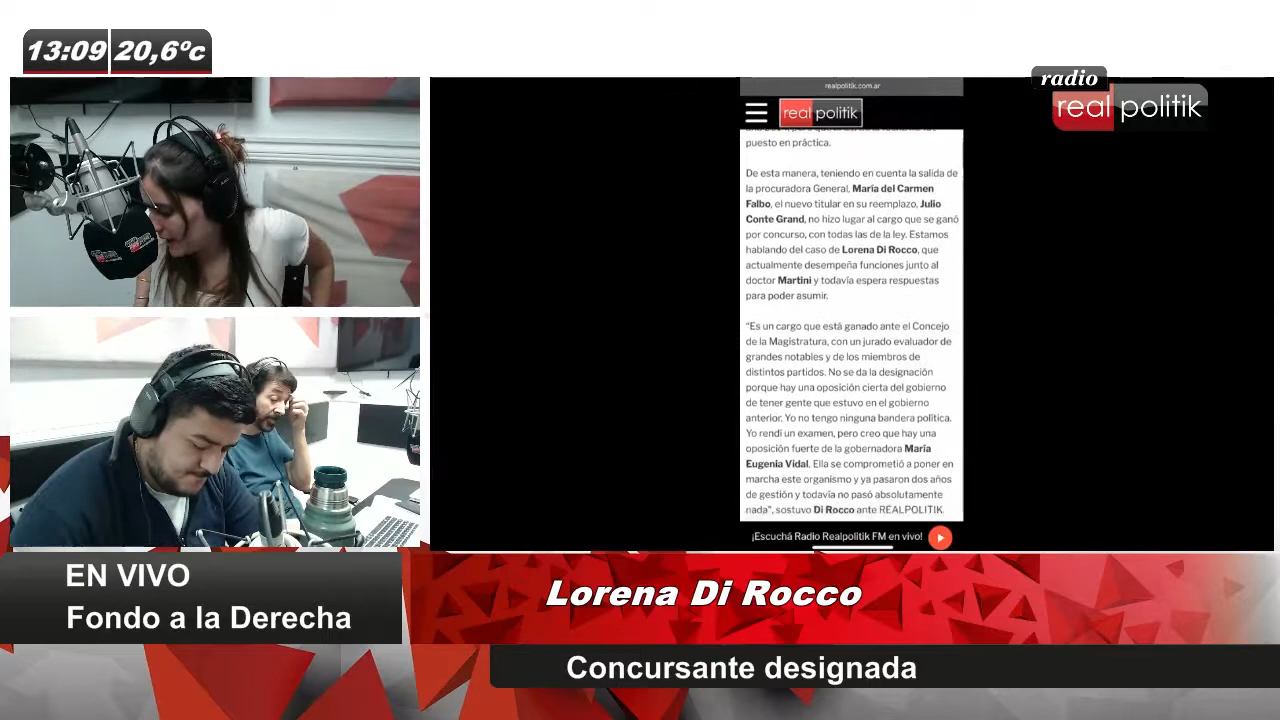 13:09 20,6ºc
radio
real politik
realpolitik.com.ar
real politik
puesto en práctica.
De esta manera, teniendo en cuenta la salida de
la procuradora General, María del Carmen
Falbo, el nuevo titular en su reemplazo, Julio
Conte Grand, no hizo lugar al cargo que se ganó
por concurso, con todas las de la ley. Estamos
hablando del caso de Lorena Di Rocco, que
actualmente desempeña funciones junto al
doctor Martini y todavía espera respuestas
para poder asumir.
"Es un cargo que está ganado ante el Concejo
de la Magistratura, con un jurado evaluador de
grandes notables y de los miembros de
distintos partidos. No se da la designación
porque hay una oposición cierta del gobierno
de tener gente que estuvo en el gobierno
anterior. Yo no tengo ninguna bandera política.
Yo rendí un examen, pero creo que hay una
oposición fuerte de la gobernadora María
Eugenia Vidal. Ella se comprometió a poner en
marcha este organismo y ya pasaron dos años
de gestión y todavía no pasó absolutamente
nada", sostuvo Di Rocco ante REALPOLITIK.
¡Escuchá Radio Realpolitik FM en vivo!
EN VIVO
Fondo a la Derecha
Lorena Di Rocco
Concursante designada